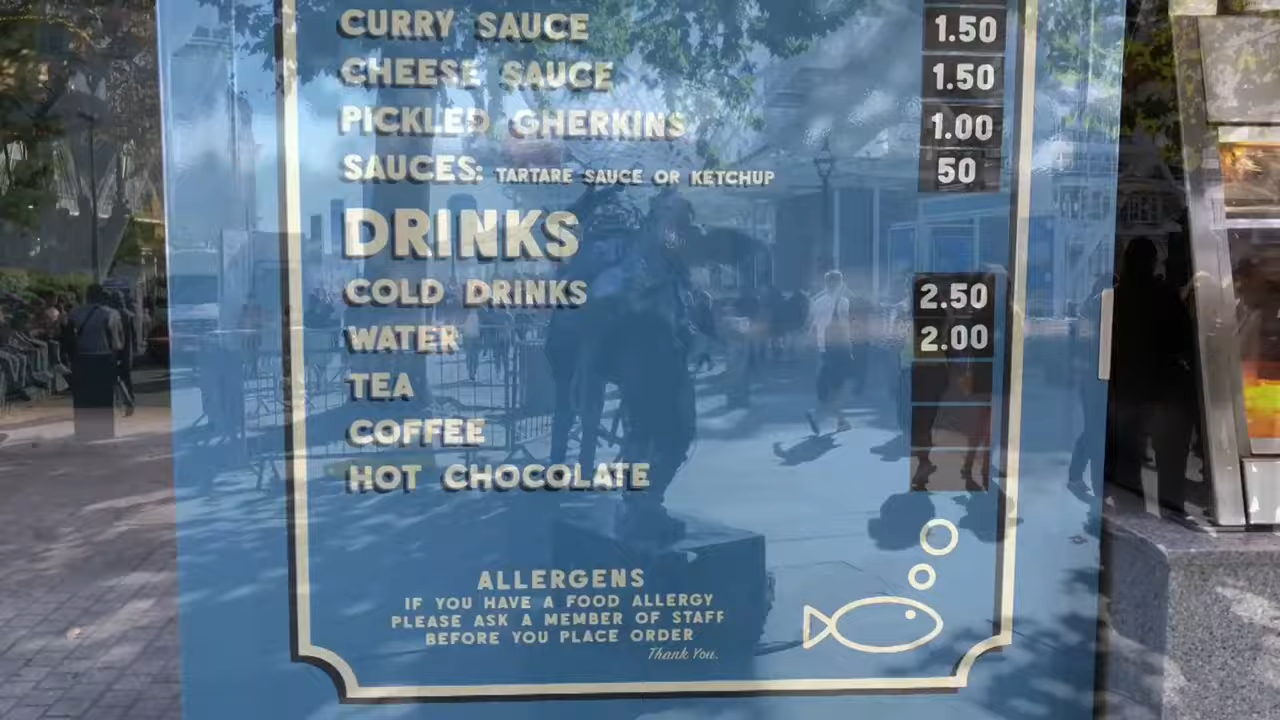 CURRY SAUCE 1.50
CHEESE SAUCE 1.50
PICKLED GHERKINS 1.00
SAUCES: TARTARE SAUCE OR KETCHUP 50
DRINKS
COLD DRINKS 2.50
WATER 2.00
TEA
COFFEE
HOT CHOCOLATE
ALLERGENS
IF YOU HAVE A FOOD ALLERGY
PLEASE ASK A MEMBER OF STAFF
BEFORE YOU PLACE ORDER
Thank You.